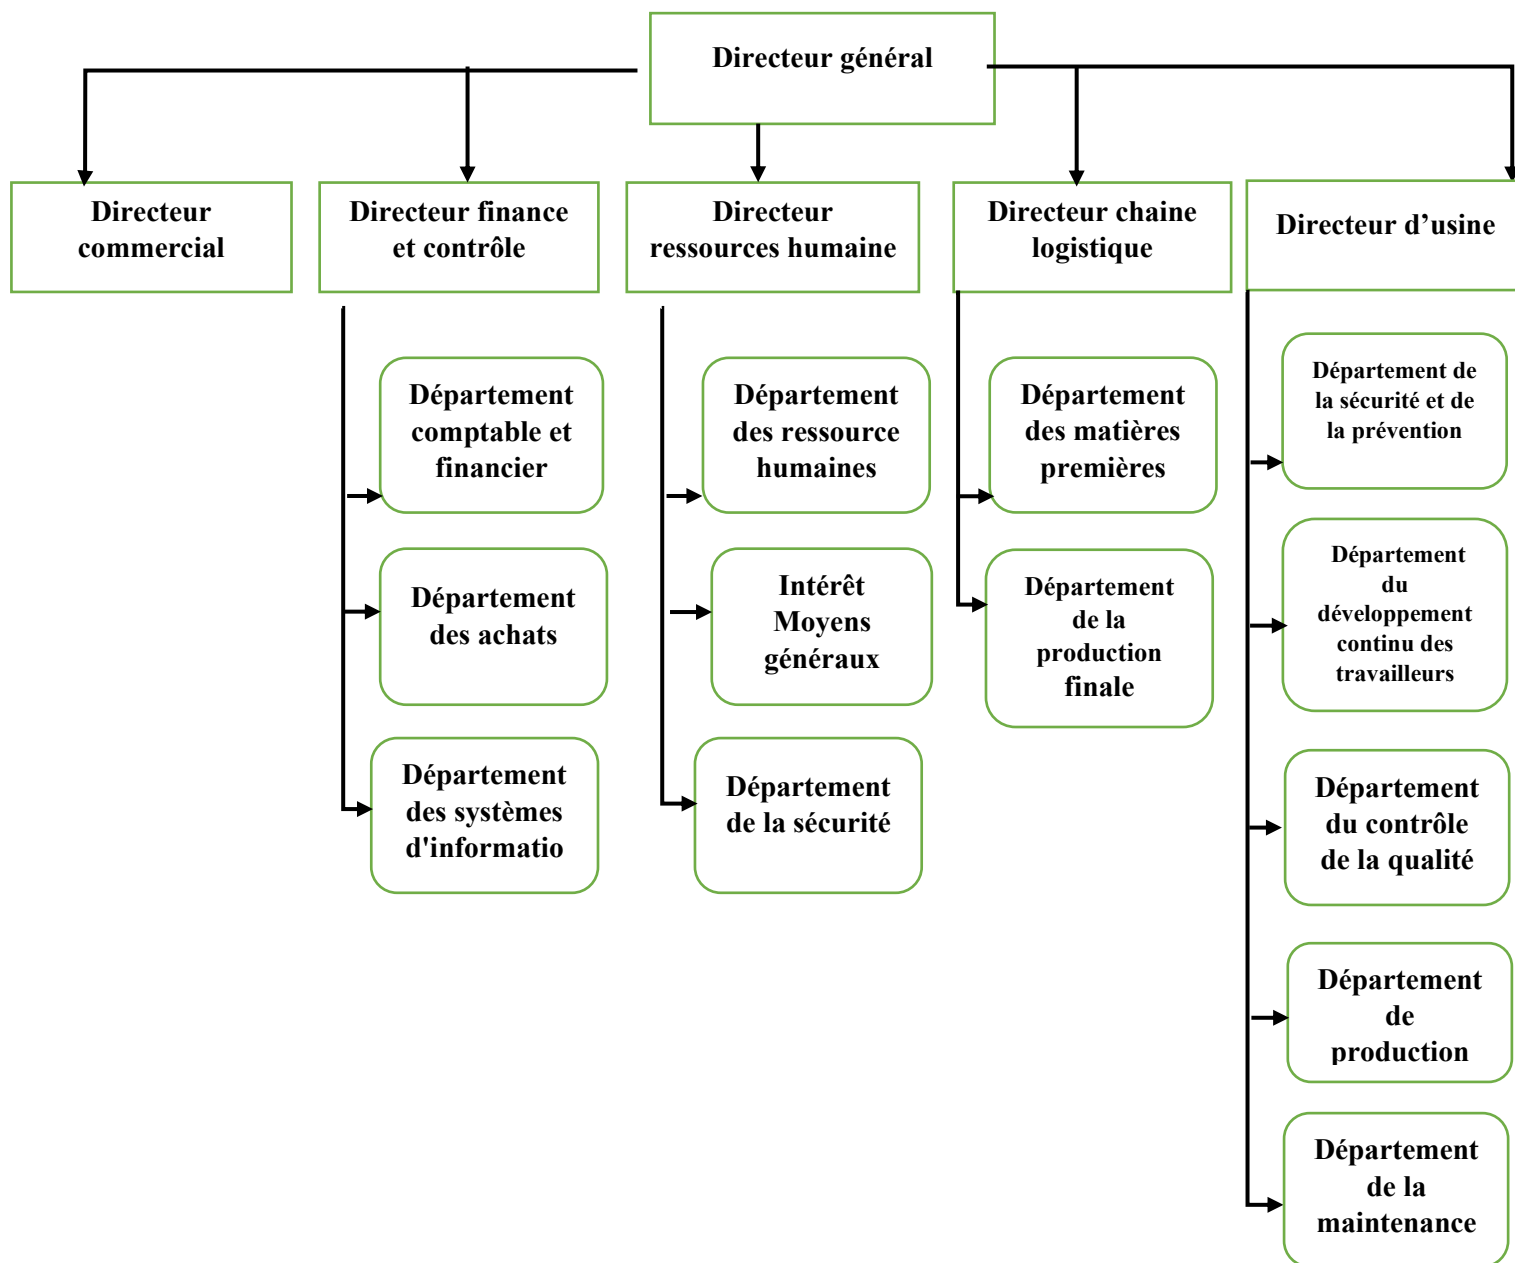 Directeur général
Directeur
commercial
Directeur finance
et contrôle
Directeur
ressources humaine
Directeur chaine
logistique
Directeur d’usine
Département
comptable et
financier
Département
des achats
Département
des systèmes
d'informatio
Département
des ressource
humaines
Intérêt
Moyens
généraux
Département
de la sécurité
Département
des matières
premières
Département
de la
production
finale
Département de
la sécurité et de
la prévention
Département
du
développement
continu des
travailleurs
Département
du contrôle
de la qualité
Département
de
production
Département
de la
maintenance